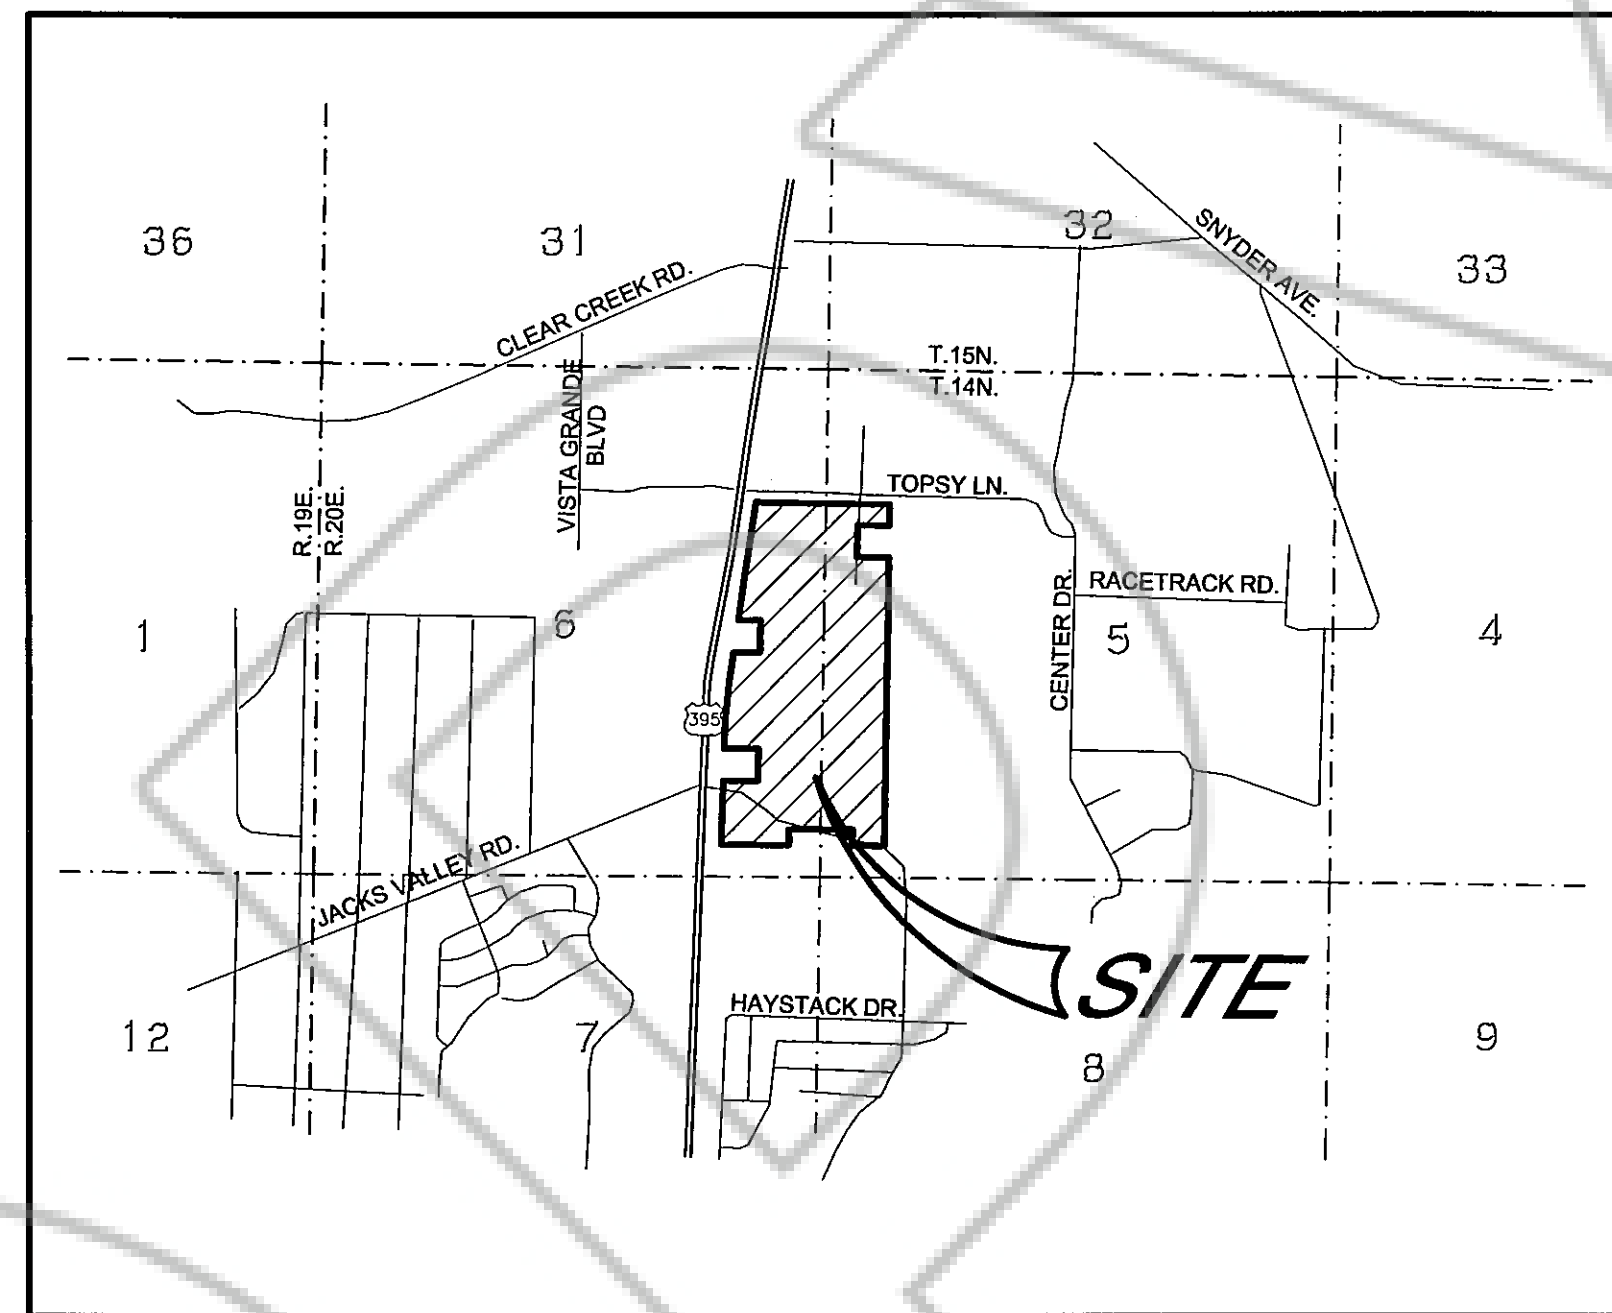 36
31
32
33
SNYDER AVE.
CLEAR CREEK RD.
T.15N.
T.14N.
VISTA GRANDE
BLVD
TOPSY LN.
R.19E.
R.20E.
RACETRACK RD.
CENTER DR.
1
6
5
4
395
JACKS VALLEY RD.
SITE
HAYSTACK DR.
12
7
8
9